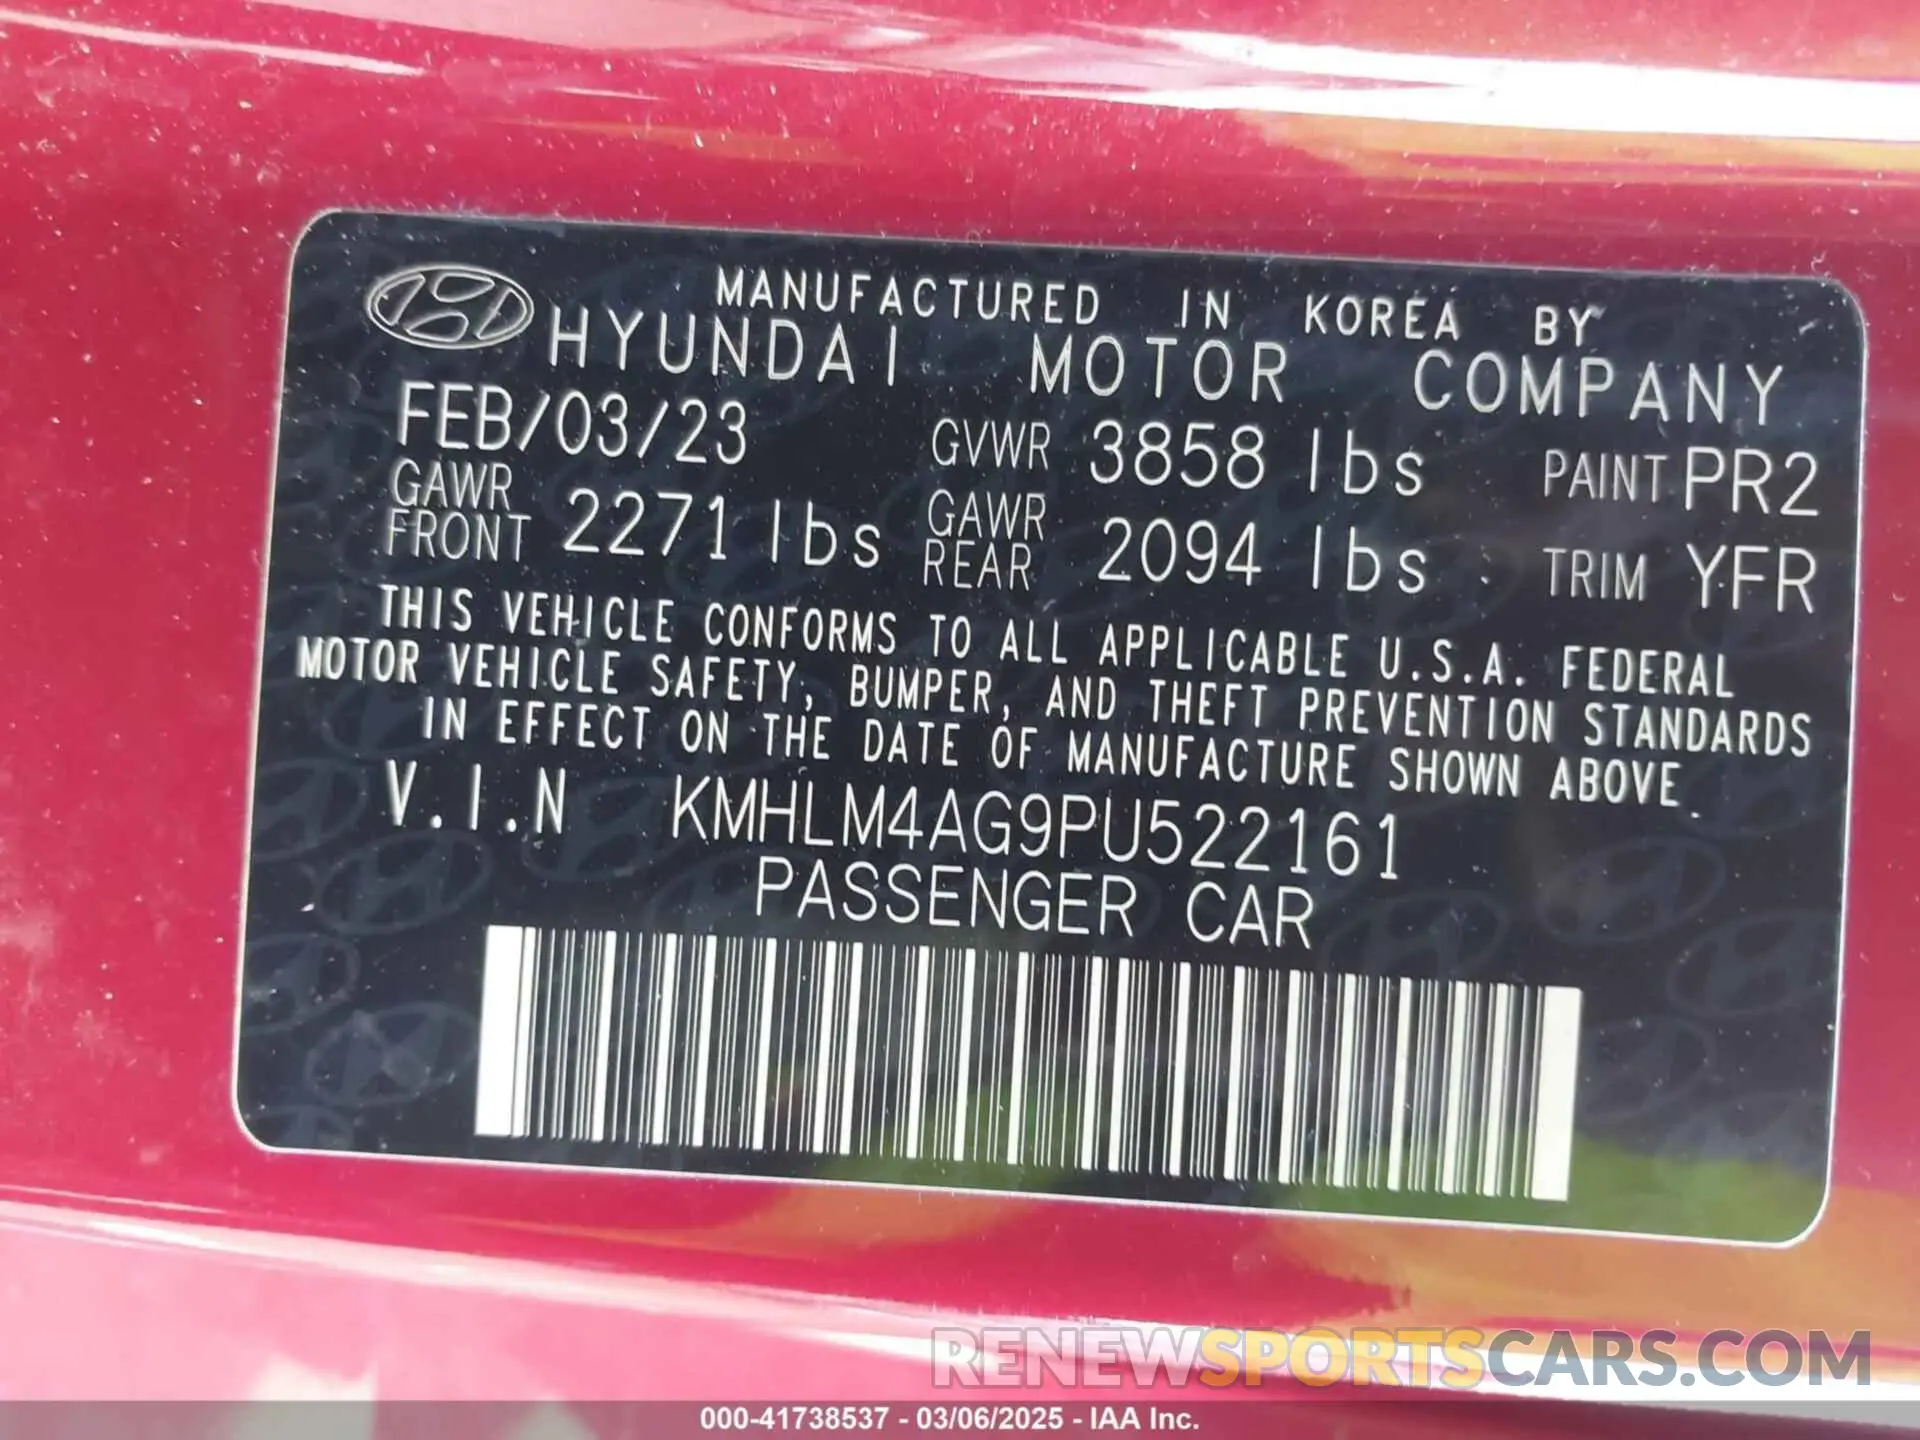 MANUFACTURED IN KOREA BY
HYUNDAI MOTOR COMPANY
FEB/03/23 GVWR 3858 lbs PAINT PR2
GAWR FRONT 2271 lbs GAWR REAR 2094 lbs TRIM YFR
THIS VEHICLE CONFORMS TO ALL APPLICABLE U.S.A. FEDERAL
MOTOR VEHICLE SAFETY, BUMPER, AND THEFT PREVENTION STANDARDS
IN EFFECT ON THE DATE OF MANUFACTURE SHOWN ABOVE
V.I.N KMHLM4AG9PU522161
PASSENGER CAR
RENEWSPORTSCARS.COM
000-41738537 - 03/06/2025 - IAA Inc.